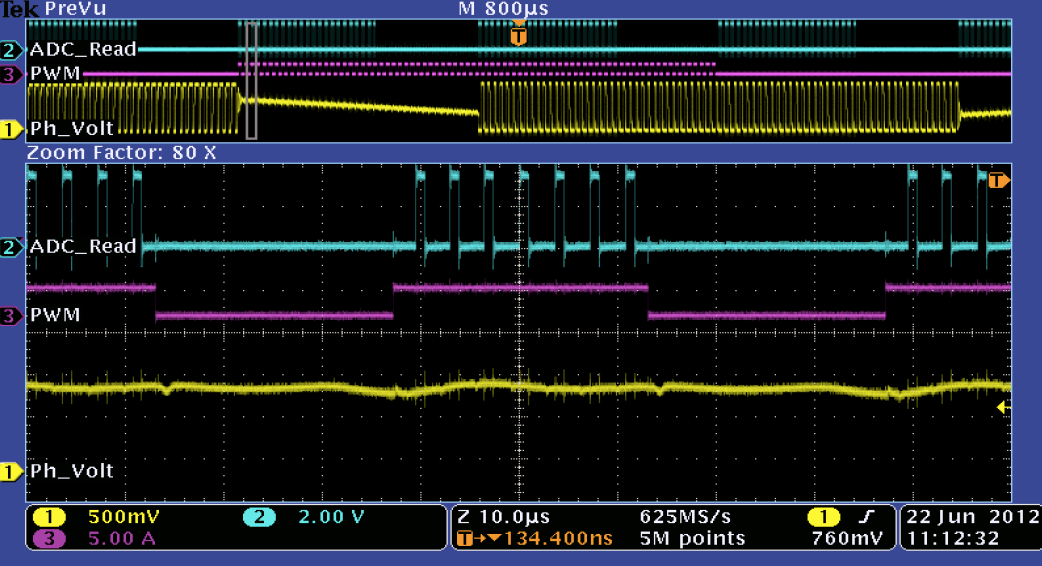 Tek PreVu M 800µs
T
2 ADC_Read
3 PWM
1 Ph_Volt
Zoom Factor: 80 X
T
2 ADC_Read
3 PWM
1 Ph_Volt
1 500mV 2 2.00 V Z 10.0µs 625MS/s 1 22 Jun 2012
3 5.00 A T→▼134.400ns 5M points 760mV 11:12:32